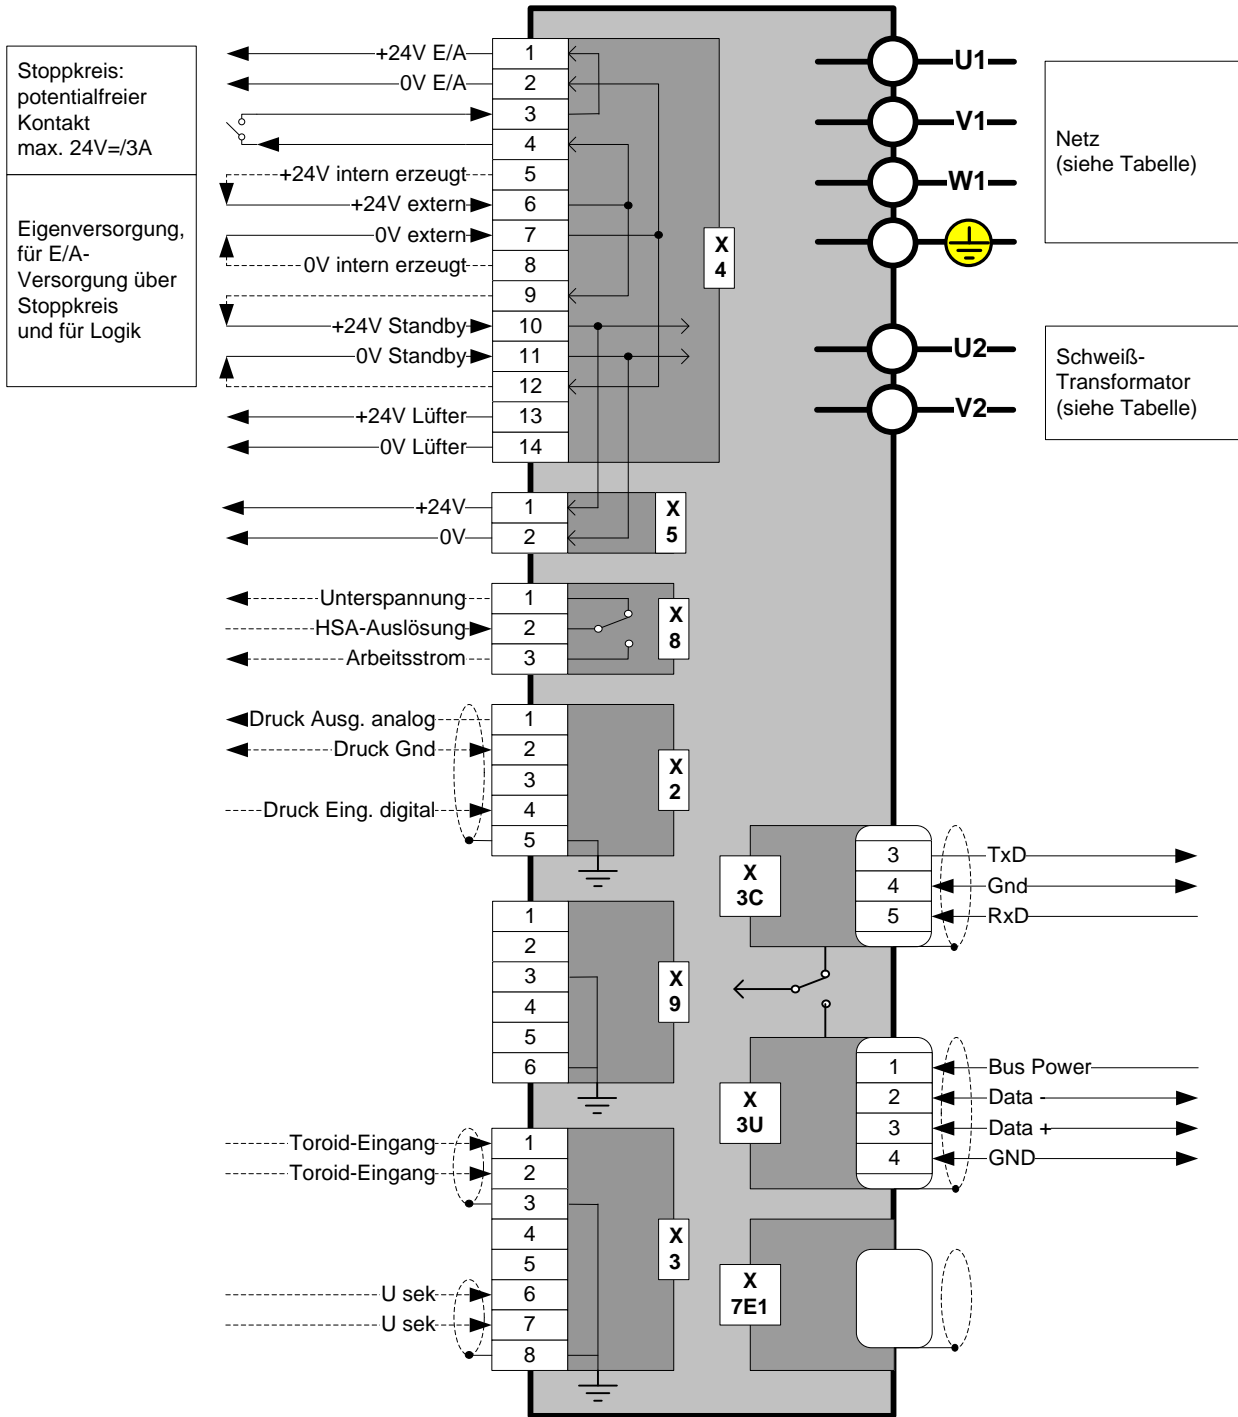 Stoppkreis:
potentialfreier
Kontakt
max. 24V=/3A
Eigenversorgung,
für E/A-
Versorgung über
Stoppkreis
und für Logik
+24V E/A 1
0V E/A 2
3
4
+24V intern erzeugt 5
+24V extern 6
0V extern 7
0V intern erzeugt 8
9
+24V Standby 10
0V Standby 11
12
+24V Lüfter 13
0V Lüfter 14
X
4
+24V 1
0V 2
X
5
Unterspannung 1
HSA-Auslösung 2
Arbeitsstrom 3
X
8
Druck Ausg. analog 1
Druck Gnd 2
3
Druck Eing. digital 4
5
X
2
1
2
3
4
5
6
X
9
Toroid-Eingang 1
Toroid-Eingang 2
3
4
5
U sek 6
U sek 7
8
X
3
U1
V1
W1
Netz
(siehe Tabelle)
U2
V2
Schweiß-
Transformator
(siehe Tabelle)
X
3C
3 TxD
4 Gnd
5 RxD
X
3U
1 Bus Power
2 Data -
3 Data +
4 GND
X
7E1